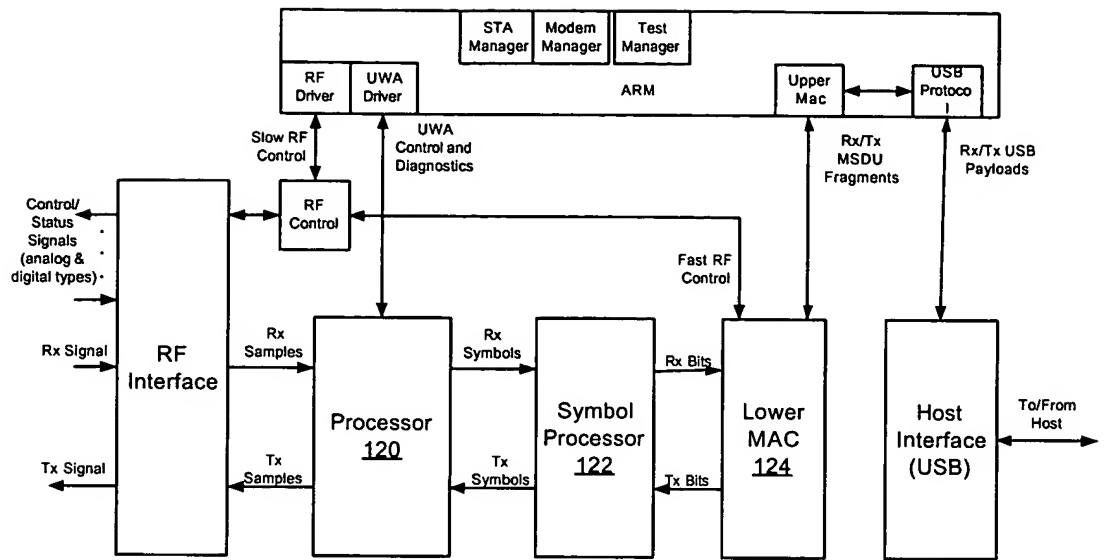 STA
Manager
Modem
Manager
Test
Manager
RF
Driver
UWA
Driver
ARM
Upper
Mac
USB
Protoco
l
Slow RF
Control
UWA
Control and
Diagnostics
Rx/Tx
MSDU
Fragments
Rx/Tx USB
Payloads
Control/
Status
Signals
(analog &
digital types)
RF
Control
Fast RF
Control
Rx Signal
RF
Interface
Rx
Samples
Rx
Symbols
Rx Bits
Processor
120
Symbol
Processor
122
Lower
MAC
124
Host
Interface
(USB)
To/From
Host
Tx Signal
Tx
Samples
Tx
Symbols
Tx Bits